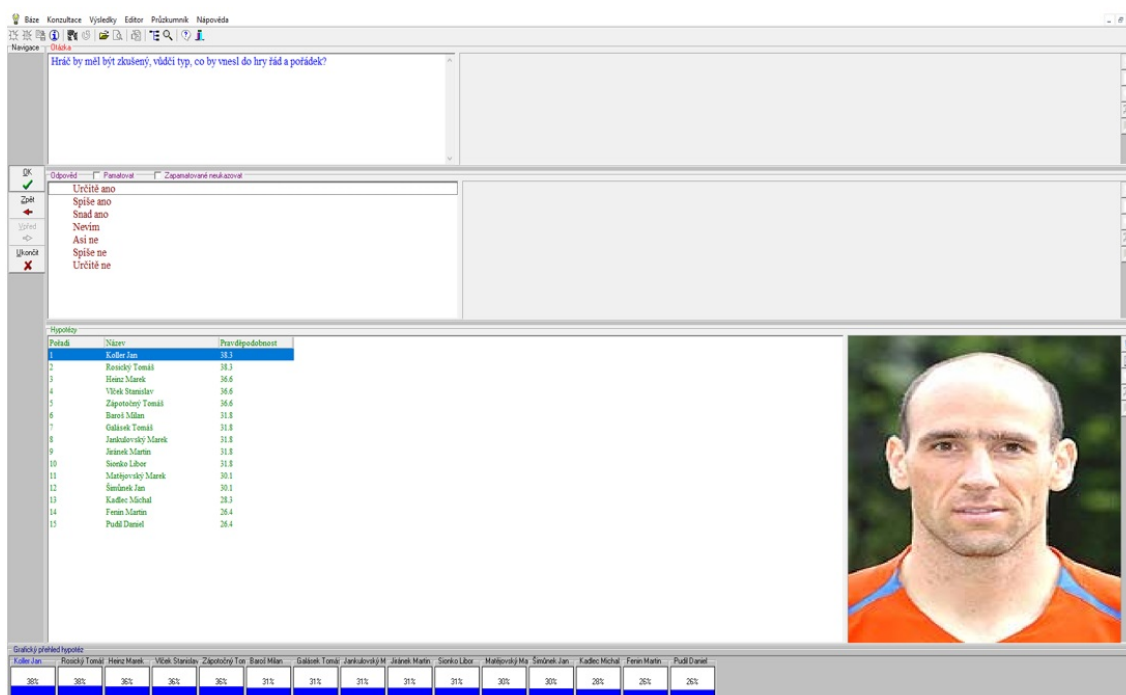 Báze Konzultace Výsledky Editor Průzkumník Nápověda
Navigace Otázka
Hráč by měl být zkušený, vůdčí typ, co by vnesl do hry řád a pořádek?
OK
Zpět
Vpřed
Ukončit
Odpověď Pamatovat Zapamatované neukazovat
Určitě ano
Spíše ano
Snad ano
Nevím
Asi ne
Spíše ne
Určitě ne
Hypotézy
Pořadí Název Pravděpodobnost
1 Koller Jan 38.3
2 Rosický Tomáš 38.3
3 Heinz Marek 36.6
4 Vlček Stanislav 36.6
5 Zápotočný Tomáš 36.6
6 Baroš Milan 31.8
7 Galásek Tomáš 31.8
8 Jankulovský Marek 31.8
9 Jiránek Martin 31.8
10 Sionko Libor 31.8
11 Matějovský Marek 30.1
12 Šimůnek Jan 30.1
13 Kadlec Michal 28.3
14 Fenin Martin 26.4
15 Pudil Daniel 26.4
Grafický přehled hypotéz
Koller Jan Rosický Tomáš Heinz Marek Vlček Stanislav Zápotočný Tom Baroš Milan Galásek Tomáš Jankulovský M Jiránek Martin Sionko Libor Matějovský Ma Šimůnek Jan Kadlec Michal Fenin Martin Pudil Daniel
38% 38% 36% 36% 36% 31% 31% 31% 31% 31% 30% 30% 28% 26% 26%